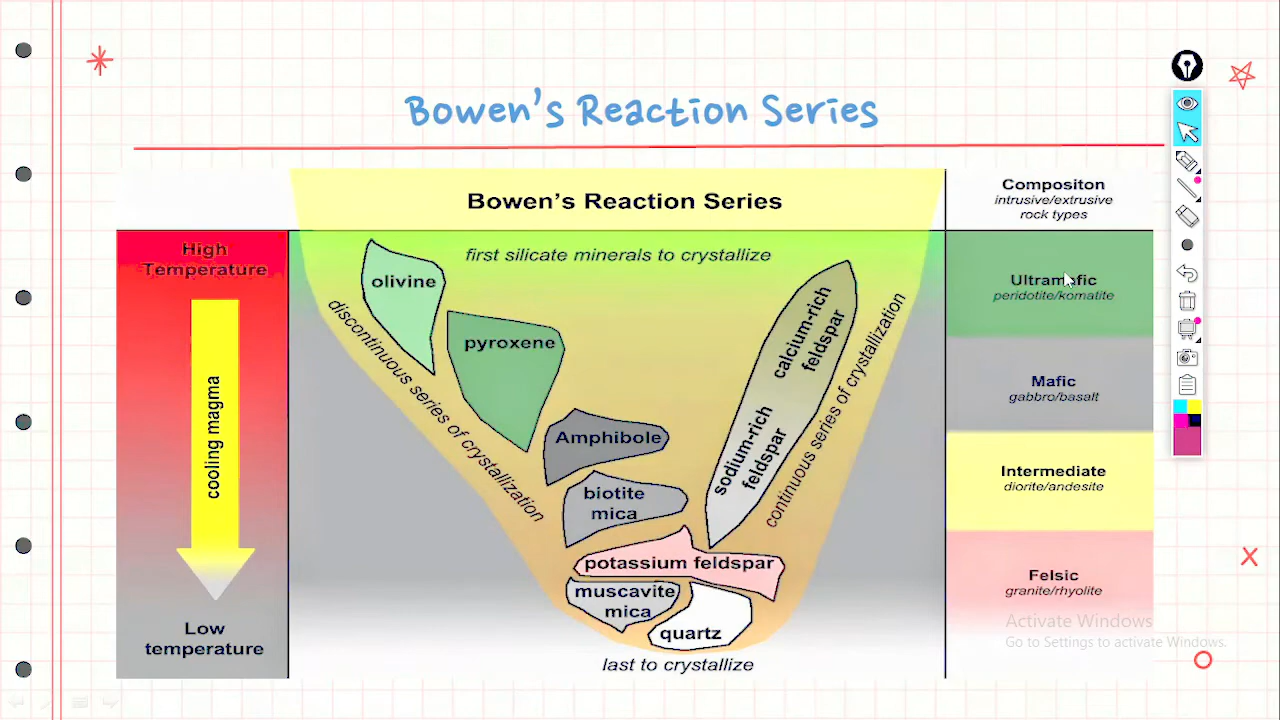 Bowen's Reaction Series
Bowen's Reaction Series
Compositon
intrusive/extrusive
rock types
High
Temperature
cooling magma
Low
temperature
first silicate minerals to crystallize
olivine
pyroxene
Amphibole
biotite
mica
potassium feldspar
muscavite
mica
quartz
last to crystallize
discontinuous series of crystallization
calcium-rich
feldspar
sodium-rich
feldspar
continuous series of crystallization
Ultramafic
peridotite/komatite
Mafic
gabbro/basalt
Intermediate
diorite/andesite
Felsic
granite/rhyolite
Activate Windows
Go to Settings to activate Windows.